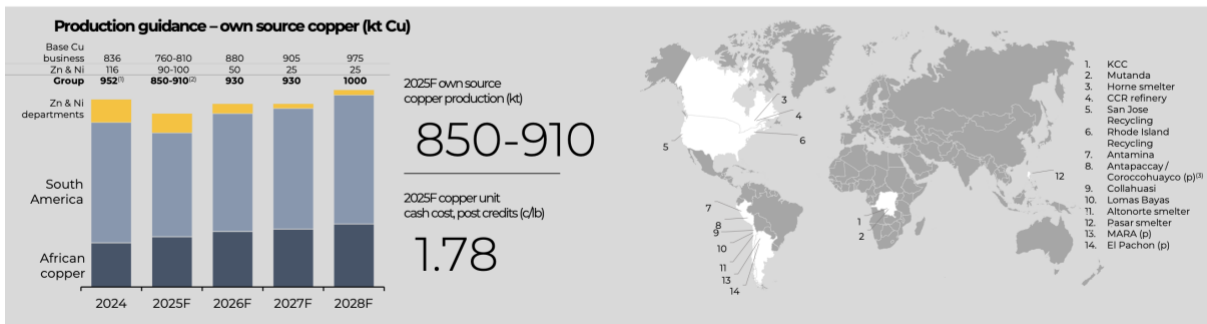 Production guidance – own source copper (kt Cu)
Base Cu
business 836 760-810 880 905 975
Zn & Ni 116 90-100 50 25 25
Group 952(1) 850-910(2) 930 930 1000
Zn & Ni
departments
South
America
African
copper
2024 2025F 2026F 2027F 2028F
2025F own source
copper production (kt)
850-910
2025F copper unit
cash cost, post credits (c/lb)
1.78
3
4
5
6
7
8
9
10
11
13
14
1
2
12
1. KCC
2. Mutanda
3. Horne smelter
4. CCR refinery
5. San Jose
Recycling
6. Rhode Island
Recycling
7. Antamina
8. Antapaccay/
Coroccohuayco (p)(3)
9. Collahuasi
10. Lomas Bayas
11. Altonorte smelter
12. Pasar smelter
13. MARA (p)
14. El Pachon (p)